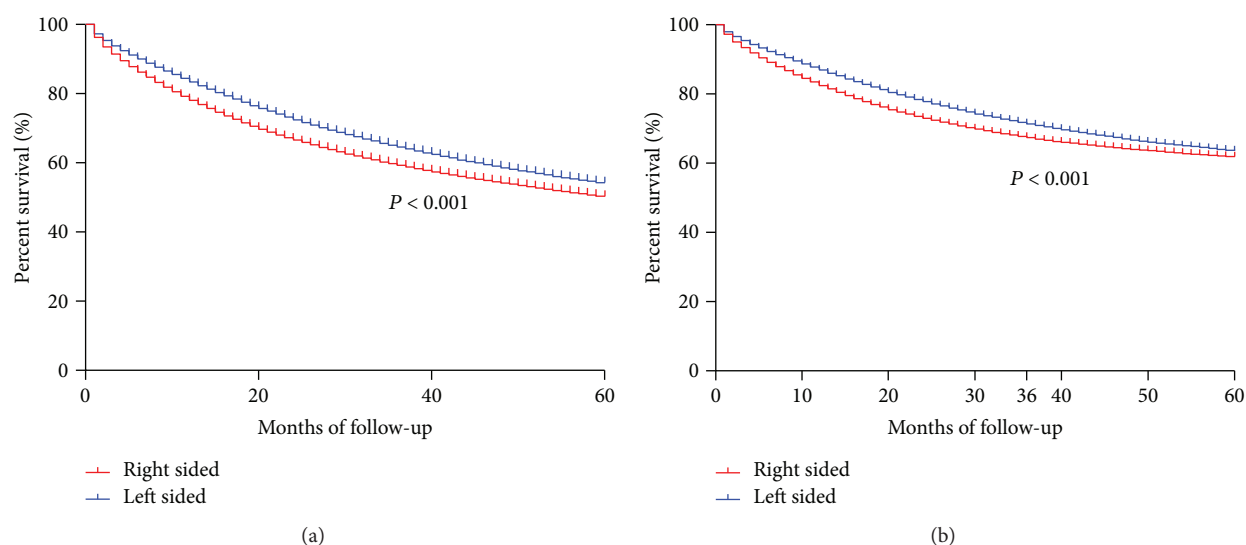 100
80
60
40
20
0
Percent survival (%)
P < 0.001
0 20 40 60
Months of follow-up
Right sided
Left sided
(a)
100
80
60
40
20
0
Percent survival (%)
P < 0.001
0 10 20 30 36 40 50 60
Months of follow-up
Right sided
Left sided
(b)